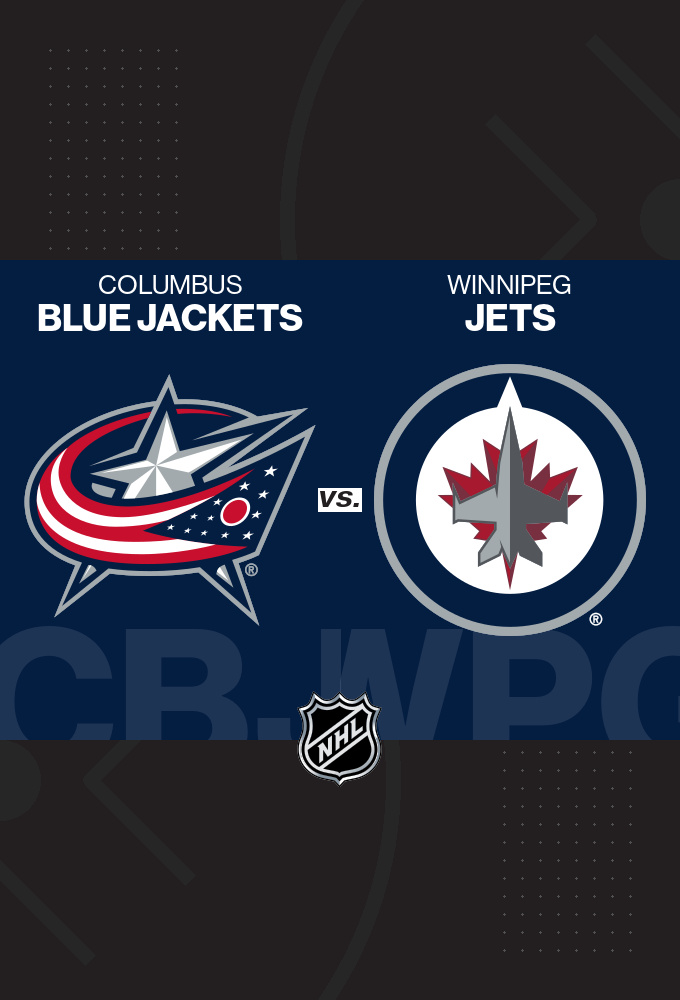 COLUMBUS
BLUE JACKETS
WINNIPEG
JETS
VS.
®
®
CBJ
WPG
NHL